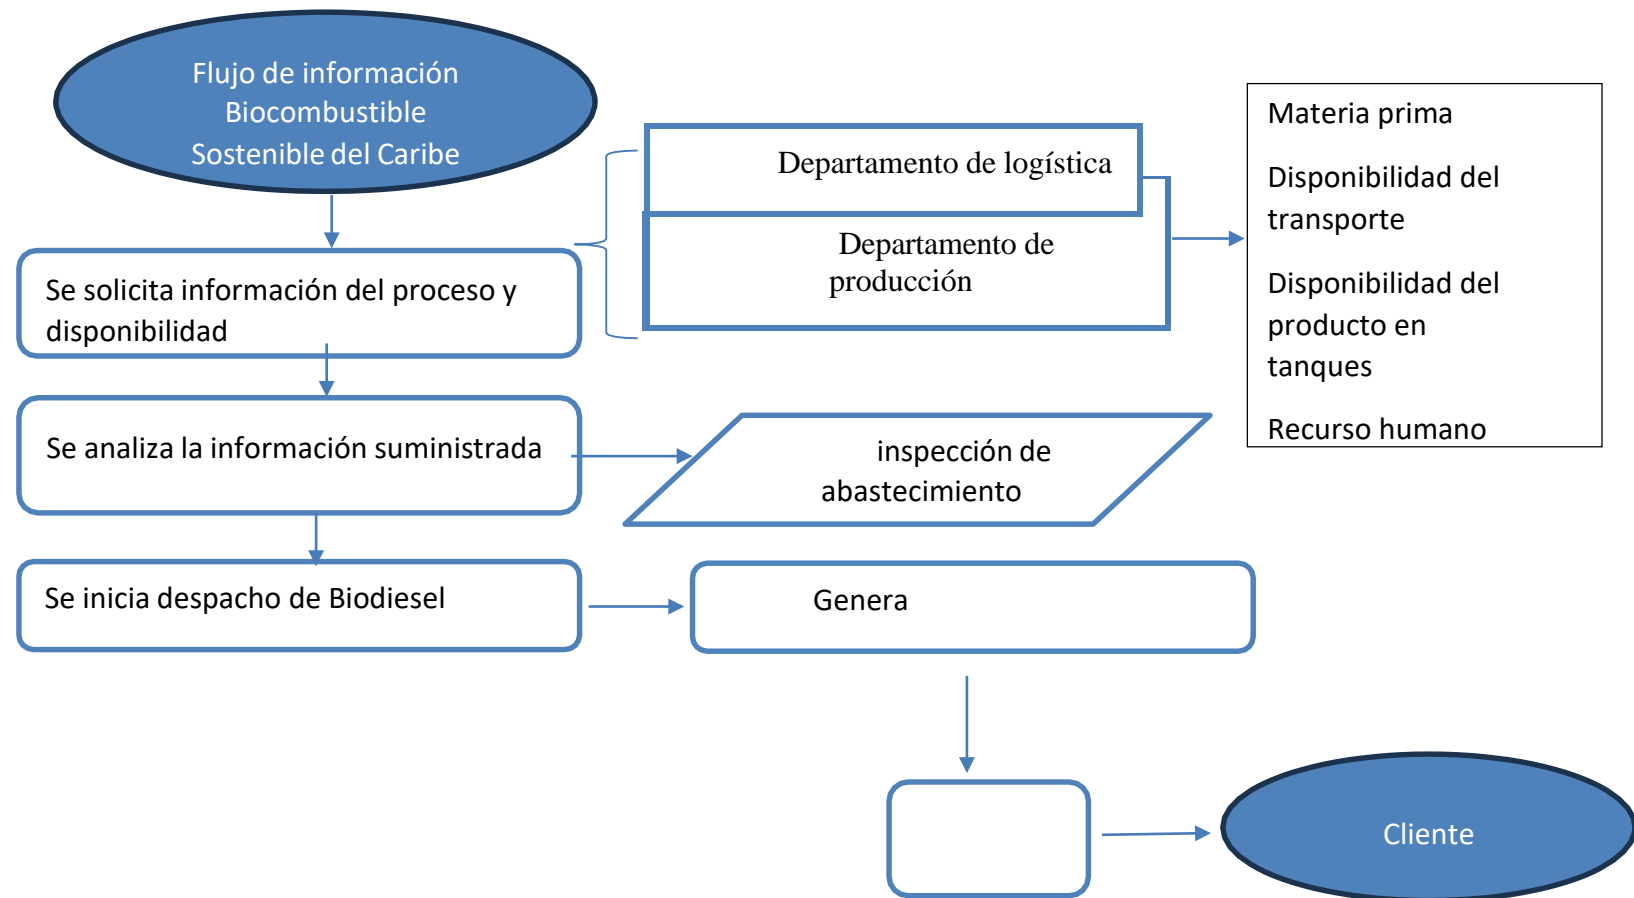 Flujo de información
Biocombustible
Sostenible del Caribe
Se solicita información del proceso y
disponibilidad
Departamento de logística
Departamento de
producción
Materia prima
Disponibilidad del
transporte
Disponibilidad del
producto en
tanques
Recurso humano
Se analiza la información suministrada
inspección de
abastecimiento
Se inicia despacho de Biodiesel
Genera
Cliente